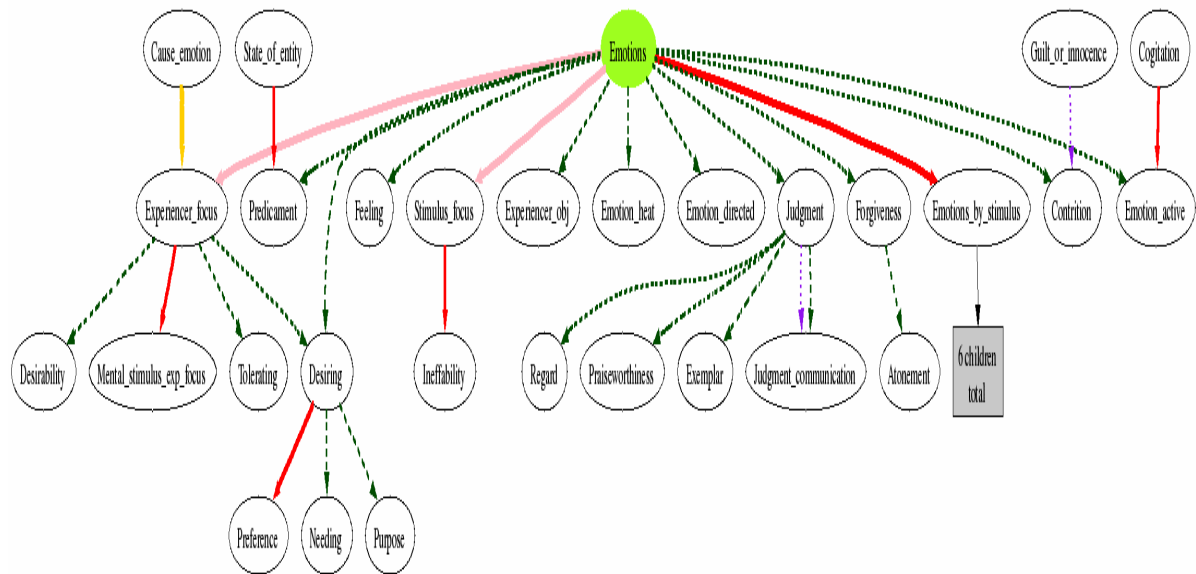 Cause_emotion
State_of_entity
Emotions
Guilt_or_innocence
Cogitation
Experiencer_focus
Predicament
Feeling
Stimulus_focus
Experiencer_obj
Emotion_heat
Emotion_directed
Judgment
Forgiveness
Emotions_by_stimulus
Contrition
Emotion_active
Desirability
Mental_stimulus_exp_focus
Tolerating
Desiring
Ineffability
Regard
Praiseworthiness
Exemplar
Judgment_communication
Atonement
6 children
total
Preference
Needing
Purpose